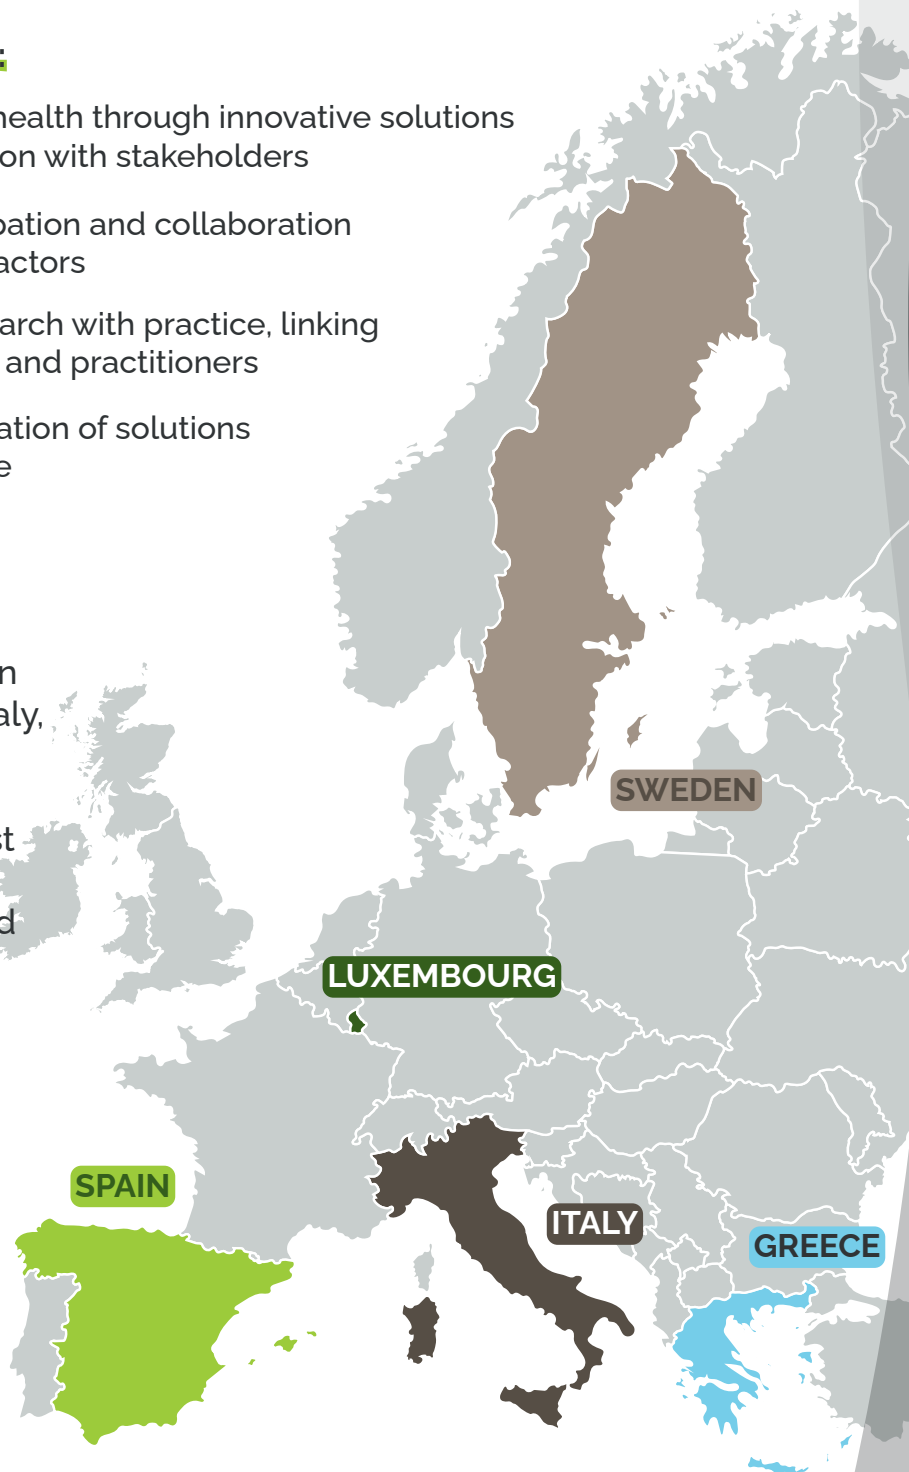 :
health through innovative solutions
on with stakeholders
pation and collaboration
actors
arch with practice, linking
and practitioners
ation of solutions
e
n
aly,
st
d
SWEDEN
LUXEMBOURG
SPAIN
ITALY
GREECE